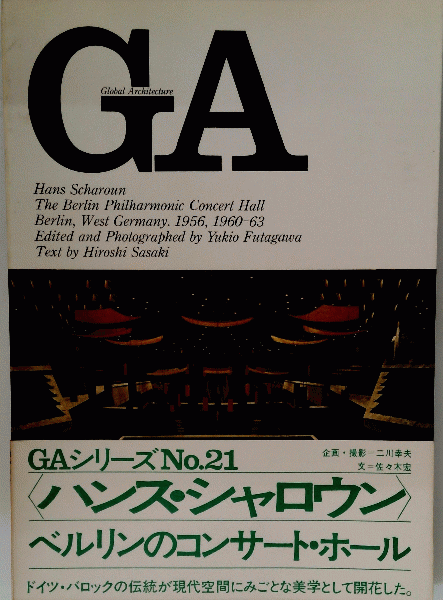 GA
Global Architecture
Hans Scharoun
The Berlin Philharmonic Concert Hall
Berlin, West Germany. 1956, 1960-63
Edited and Photographed by Yukio Futagawa
Text by Hiroshi Sasaki
GAシリーズNo.21
企画・撮影=二川幸夫
文=佐々木宏
〈ハンス・シャロウン〉
ベルリンのコンサート・ホール
ドイツ・バロックの伝統が現代空間にみごとな美学として開花した。